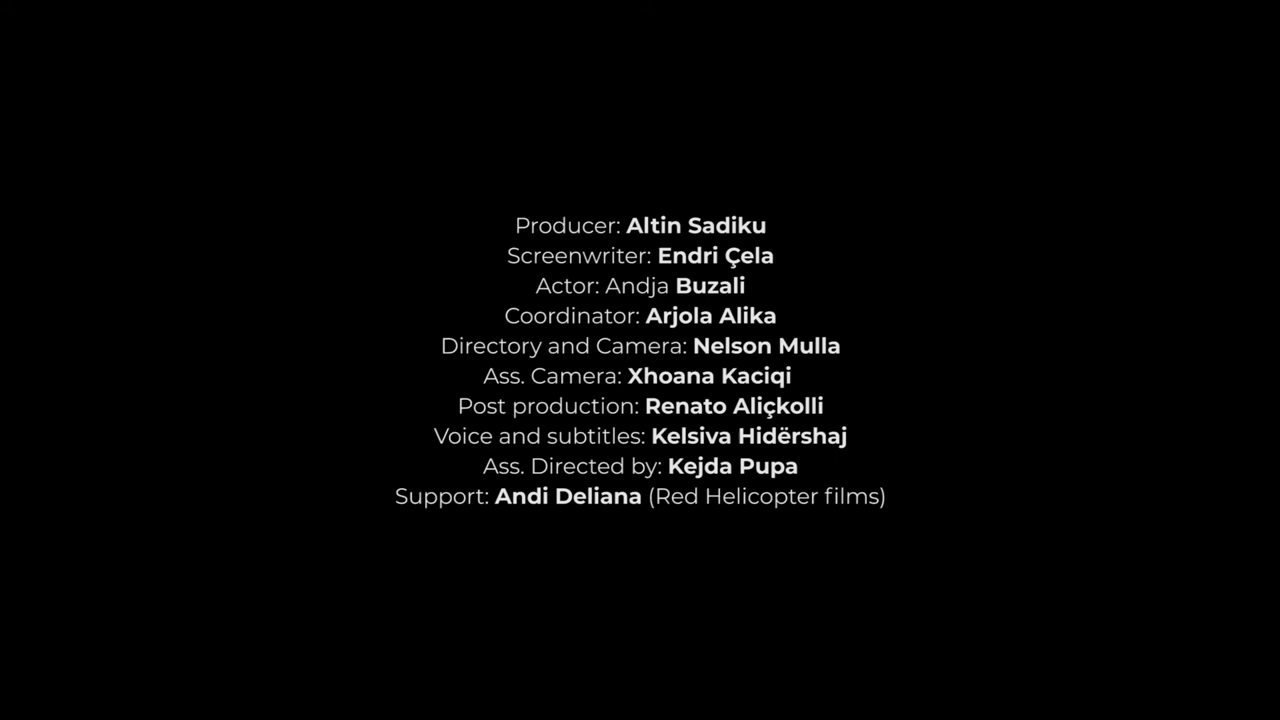 Producer: Altin Sadiku
Screenwriter: Endri Çela
Actor: Andja Buzali
Coordinator: Arjola Alika
Directory and Camera: Nelson Mulla
Ass. Camera: Xhoana Kaciqi
Post production: Renato Aliçkolli
Voice and subtitles: Kelsiva Hidërshaj
Ass. Directed by: Kejda Pupa
Support: Andi Deliana (Red Helicopter films)